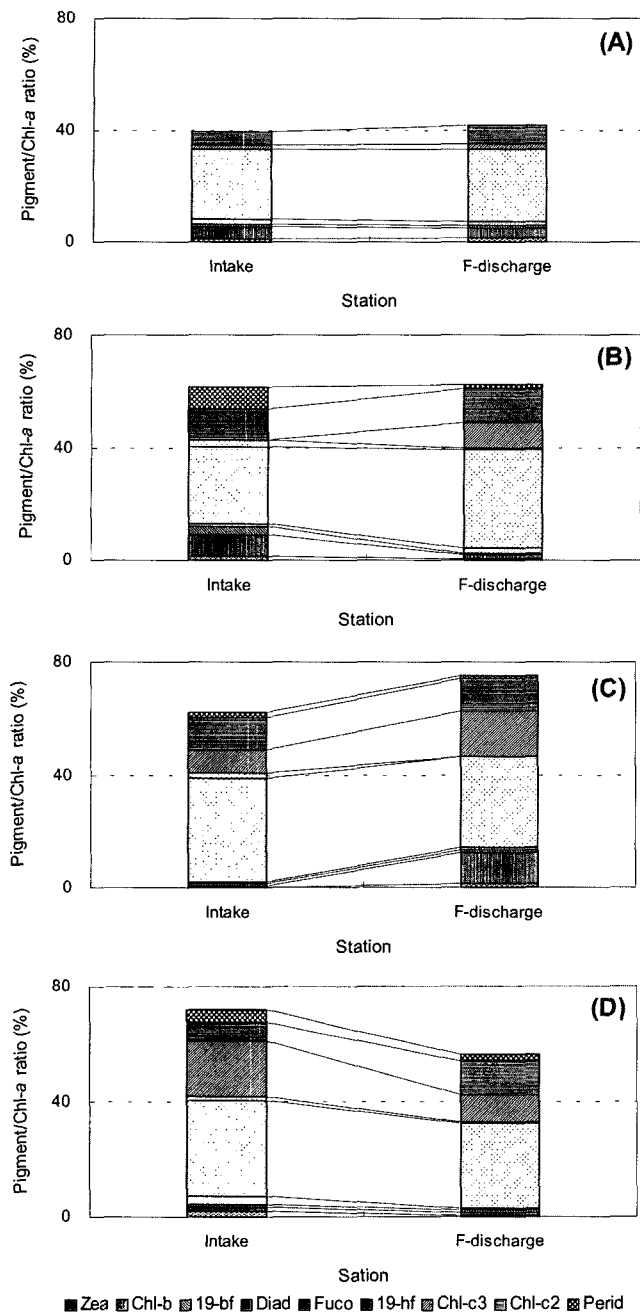 80
(A)
Pigment/Chl-a ratio (%)
40
0
Intake
F-discharge
Station
80
(B)
Pigment/Chl-a ratio (%)
40
0
Intake
F-discharge
Station
80
(C)
Pigment/Chl-a ratio (%)
40
0
Intake
F-discharge
Station
80
(D)
Pigment/Chl-a ratio (%)
40
0
Intake
F-discharge
Sation
Zea Chl-b 19-bf Diad Fuco 19-hf Chl-c3 Chl-c2 Perid